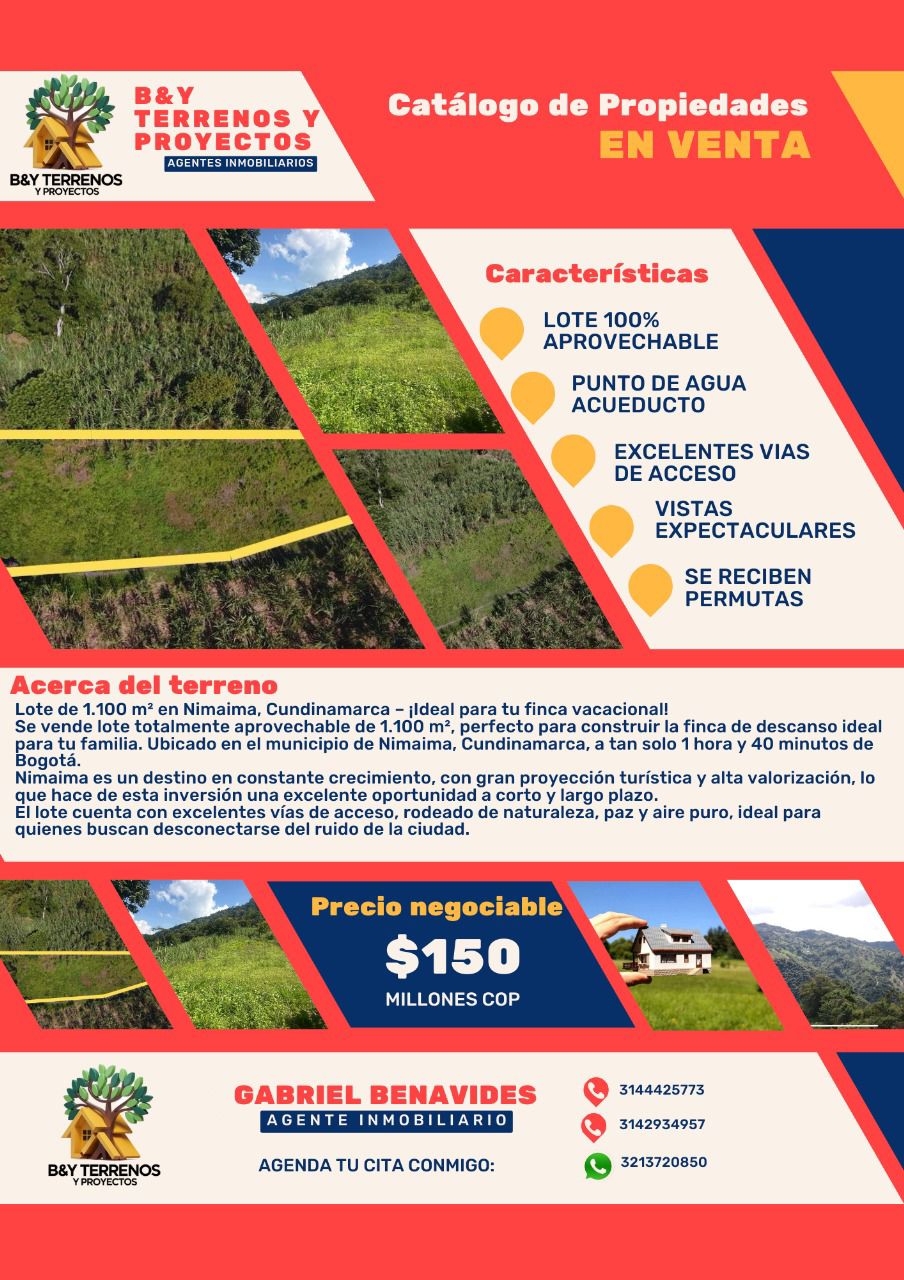 B&Y
TERRENOS Y
PROYECTOS
AGENTES INMOBILIARIOS
B&Y TERRENOS
Y PROYECTOS
Catálogo de Propiedades
EN VENTA
Características
LOTE 100%
APROVECHABLE
PUNTO DE AGUA
ACUEDUCTO
EXCELENTES VIAS
DE ACCESO
VISTAS
EXPECTACULARES
SE RECIBEN
PERMUTAS
Acerca del terreno
Lote de 1.100 m² en Nimaima, Cundinamarca – ¡Ideal para tu finca vacacional!
Se vende lote totalmente aprovechable de 1.100 m², perfecto para construir la finca de descanso ideal
para tu familia. Ubicado en el municipio de Nimaima, Cundinamarca, a tan solo 1 hora y 40 minutos de
Bogotá.
Nimaima es un destino en constante crecimiento, con gran proyección turística y alta valorización, lo
que hace de esta inversión una excelente oportunidad a corto y largo plazo.
El lote cuenta con excelentes vías de acceso, rodeado de naturaleza, paz y aire puro, ideal para
quienes buscan desconectarse del ruido de la ciudad.
Precio negociable
$150
MILLONES COP
B&Y TERRENOS
Y PROYECTOS
GABRIEL BENAVIDES
AGENTE INMOBILIARIO
AGENDA TU CITA CONMIGO:
3144425773
3142934957
3213720850